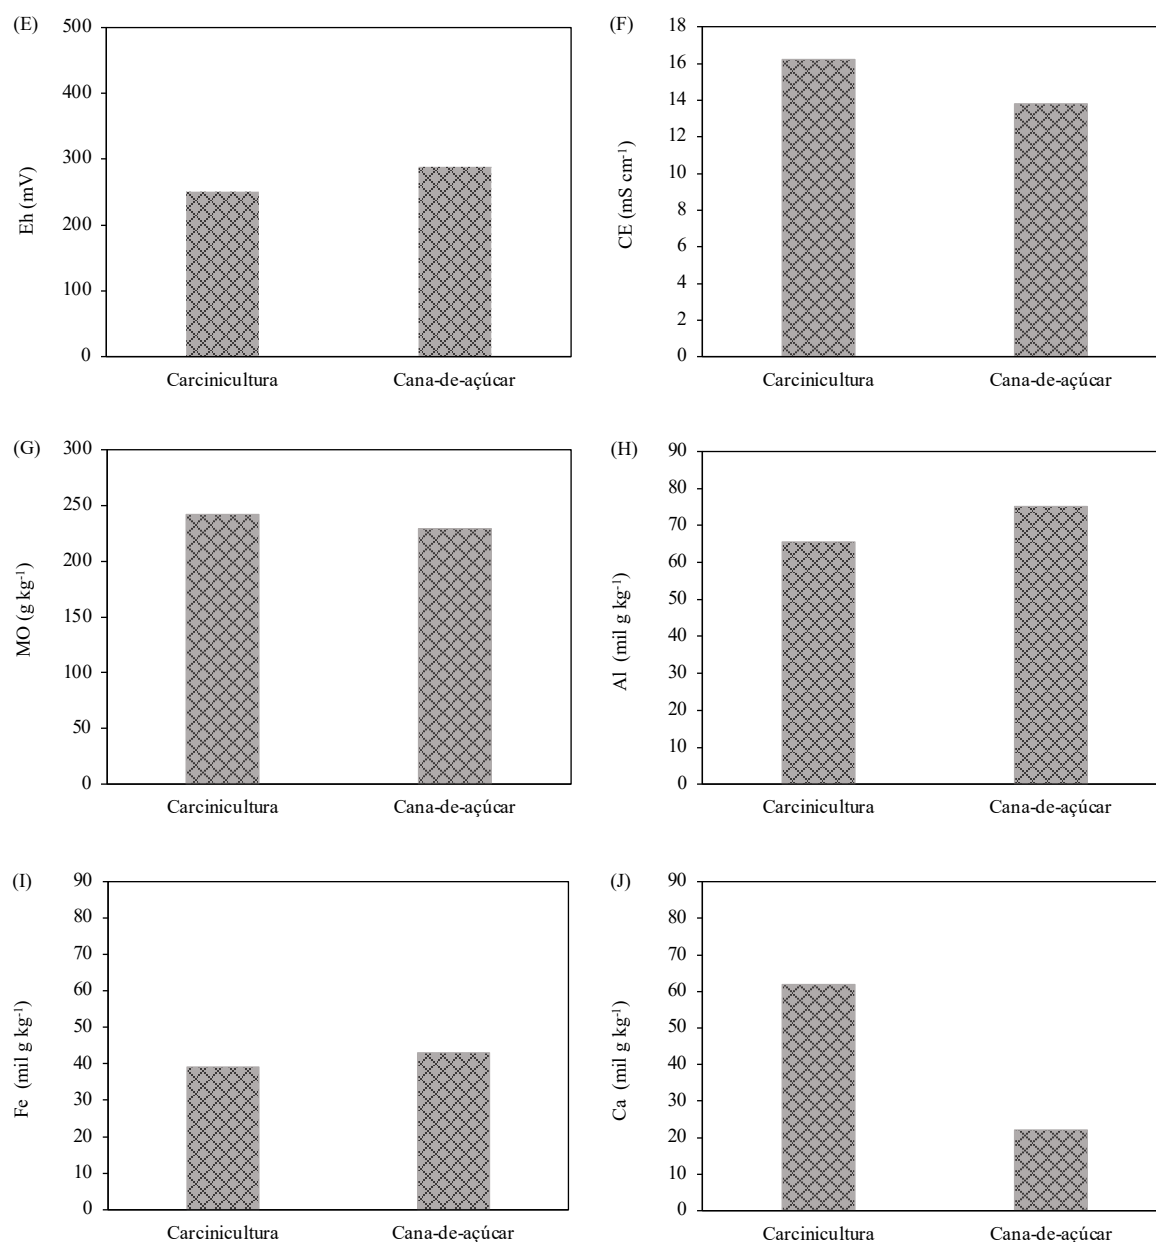 (E)
500
400
300
200
100
0
Eh (mV)
Carcinicultura
Cana-de-açúcar
(F)
18
16
14
12
10
8
6
4
2
0
CE (mS cm⁻¹)
Carcinicultura
Cana-de-açúcar
(G)
300
250
200
150
100
50
0
MO (g kg⁻¹)
Carcinicultura
Cana-de-açúcar
(H)
90
80
70
60
50
40
30
20
10
0
Al (mil g kg⁻¹)
Carcinicultura
Cana-de-açúcar
(I)
90
80
70
60
50
40
30
20
10
0
Fe (mil g kg⁻¹)
Carcinicultura
Cana-de-açúcar
(J)
90
80
70
60
50
40
30
20
10
0
Ca (mil g kg⁻¹)
Carcinicultura
Cana-de-açúcar